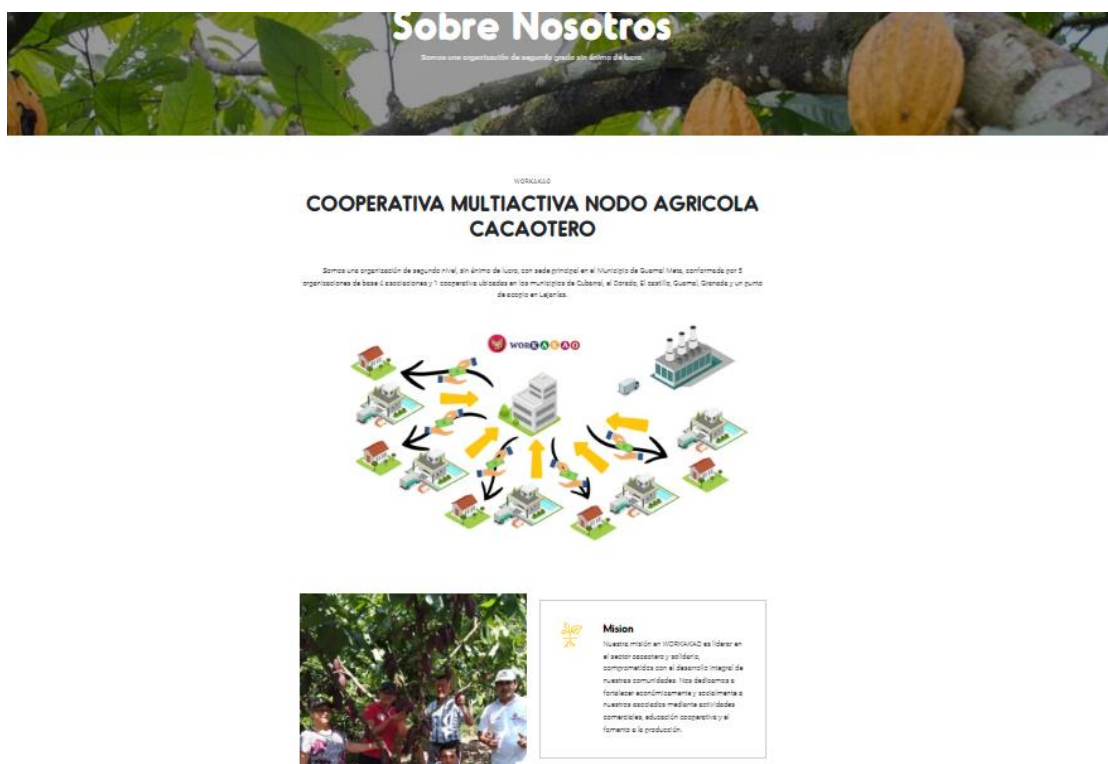 Sobre Nosotros
Somos una organización de segundo grado sin ánimo de lucro.
WORKAKAO
COOPERATIVA MULTIACTIVA NODO AGRICOLA
CACAOTERO
Somos una organización de segundo nivel, sin ánimo de lucro, con sede principal en el Municipio de Guamal Meta, conformada por 5
organizaciones de base 4 asociaciones y 1 cooperativa ubicadas en los municipios de Cubarral, el Dorado, El castillo, Guamal, Granada y un punto
de acopio en Lejanías.
WORKAKAO
Mision
Nuestra misión en WORKAKAO es liderar en
el sector cacaotero y solidario,
comprometidos con el desarrollo integral de
nuestras comunidades. Nos dedicamos a
fortalecer económicamente y socialmente a
nuestros asociados mediante actividades
comerciales, educación cooperativa y el
fomento a la producción.